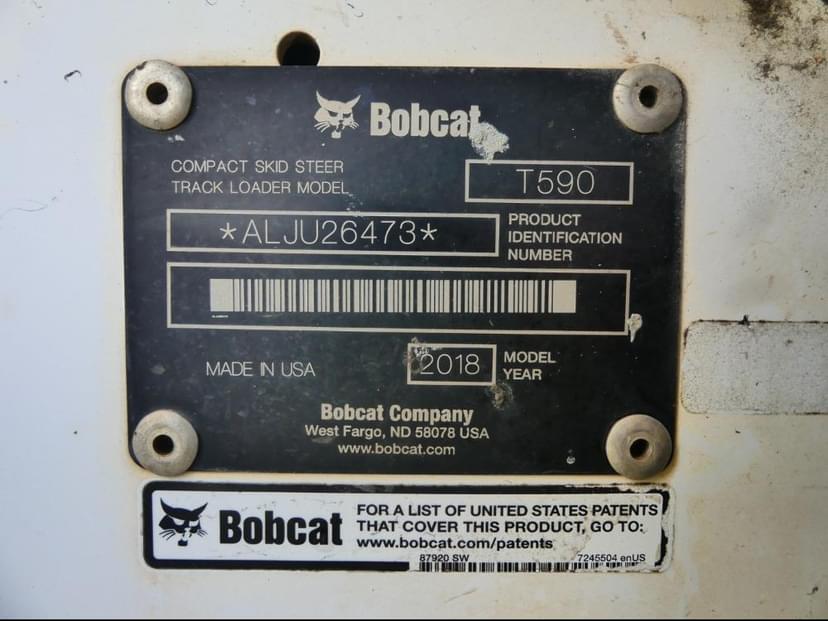 Bobcat
COMPACT SKID STEER
TRACK LOADER MODEL
T590
*ALJU26473*
PRODUCT
IDENTIFICATION
NUMBER
MADE IN USA
2018
MODEL
YEAR
Bobcat Company
West Fargo, ND 58078 USA
www.bobcat.com
Bobcat
FOR A LIST OF UNITED STATES PATENTS
THAT COVER THIS PRODUCT, GO TO:
www.bobcat.com/patents
87920 SW 7245504 enUS